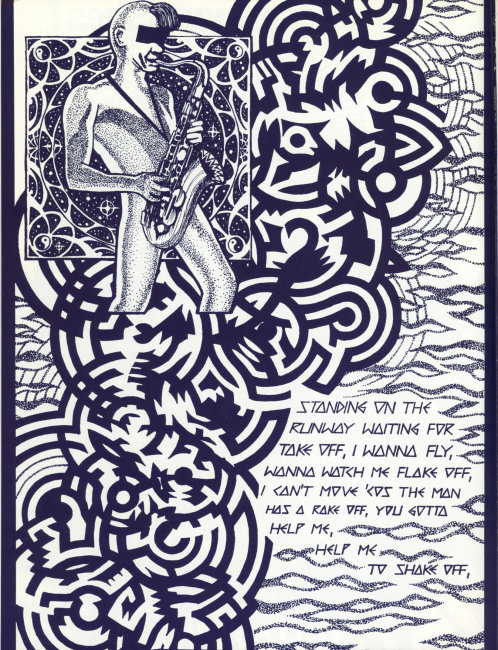 STANDING ON THE
RUNWAY WAITING FOR
TAKE OFF, I WANNA FLY,
WANNA WATCH ME FLAKE OFF,
I CAN'T MOVE 'COS THE MAN
HAS A RAKE OFF, YOU GOTTA
HELP ME,
HELP ME
TO SHAKE OFF,